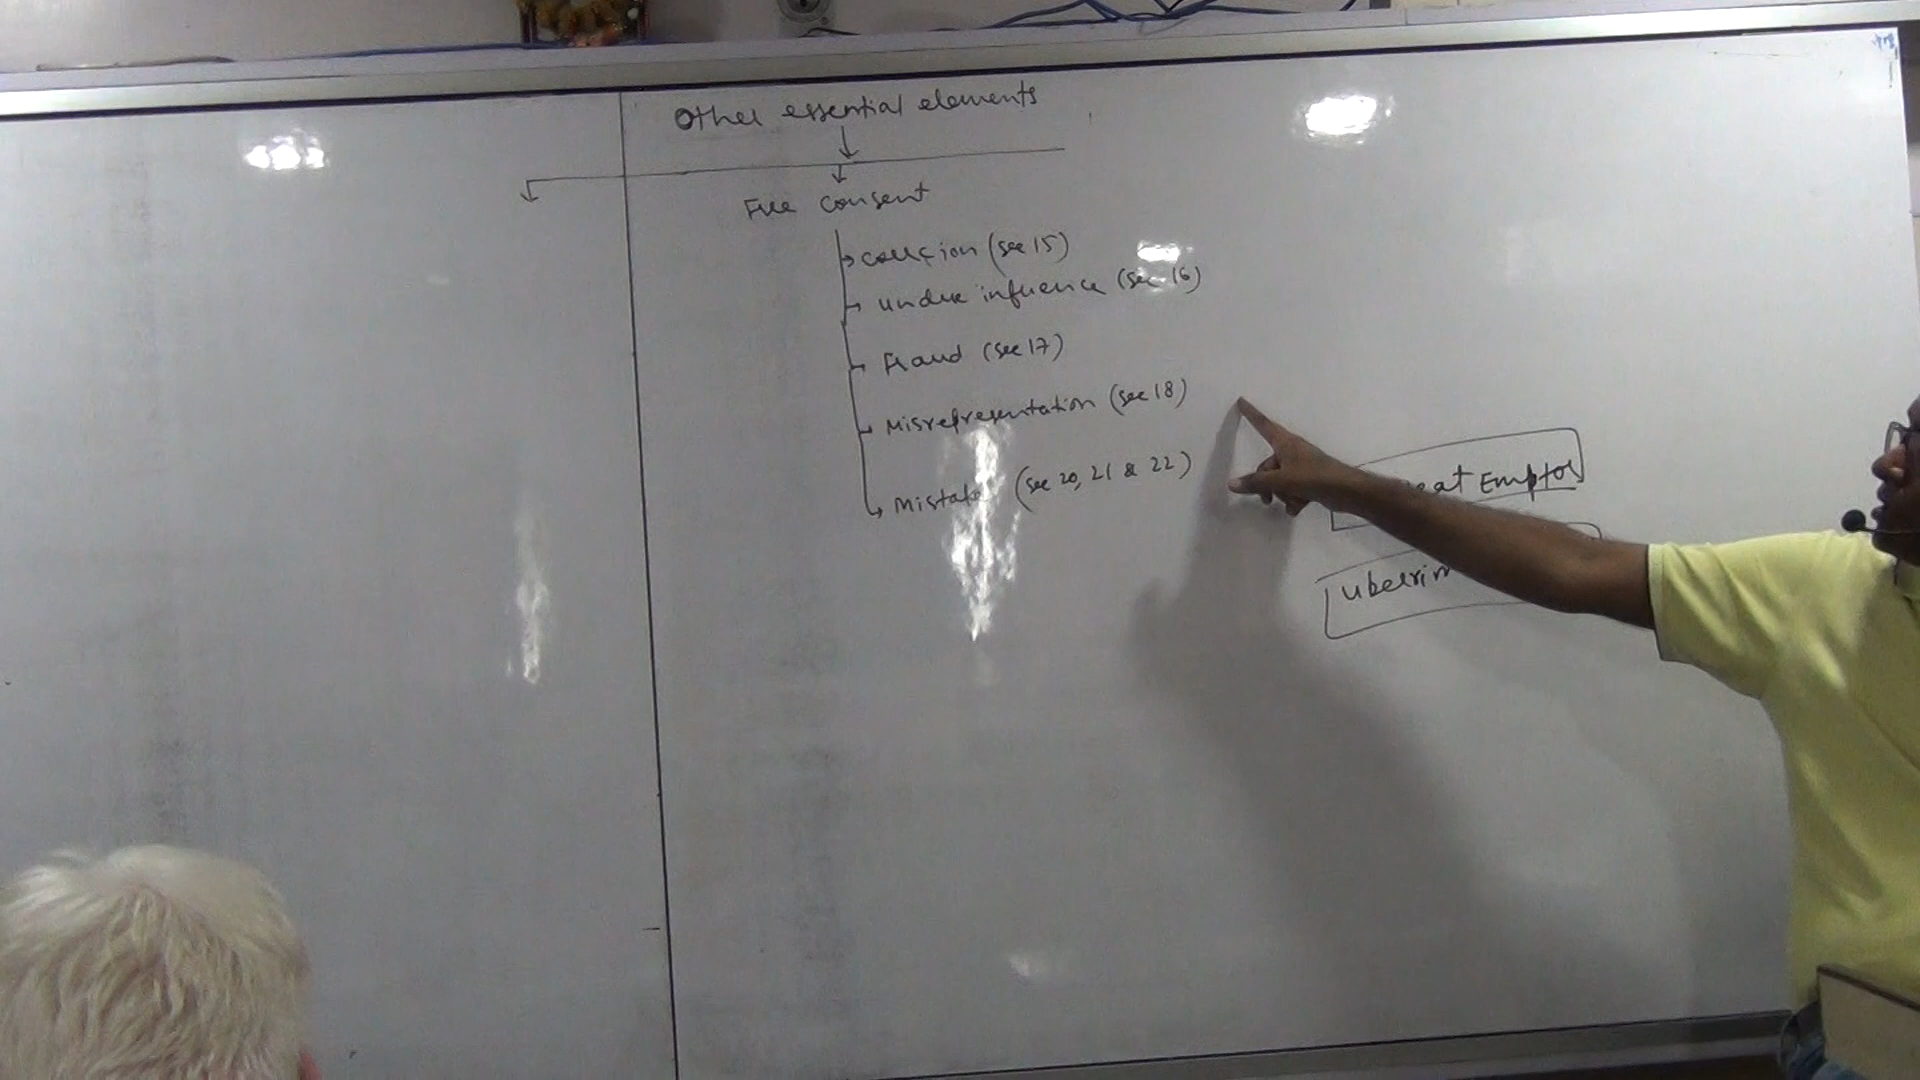 Other essential elements
Free consent
coercion (sec 15)
undue influence (sec 16)
Fraud (sec 17)
Misrepresentation (sec 18)
Mistake (sec 20, 21 & 22)
Emptor